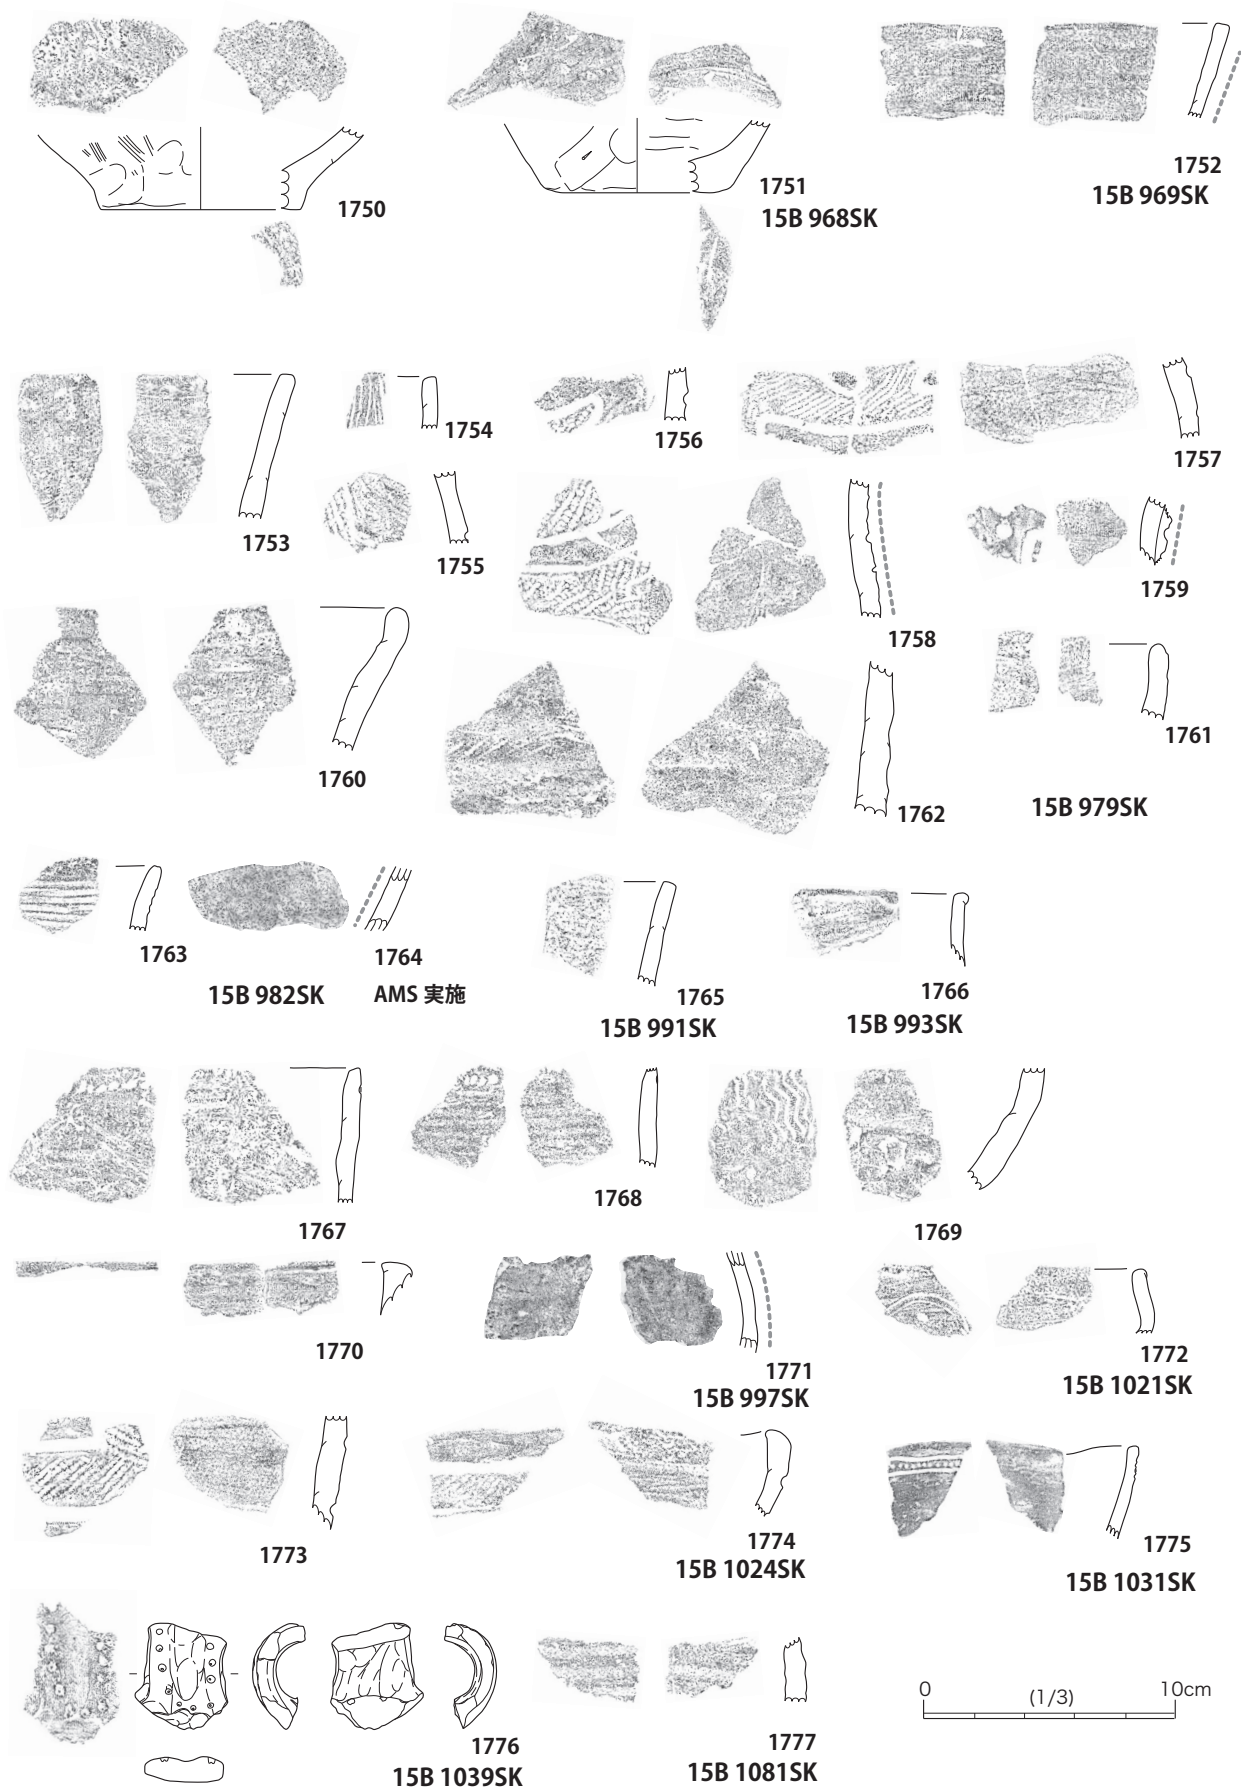 1750
1751
15B 968SK
1752
15B 969SK
1753
1754
1755
1756
1757
1758
1759
1760
1761
1762
15B 979SK
1763
1764
15B 982SK
AMS 実施
1765
15B 991SK
1766
15B 993SK
1767
1768
1769
1770
1771
15B 997SK
1772
15B 1021SK
1773
1774
15B 1024SK
1775
15B 1031SK
1776
15B 1039SK
1777
15B 1081SK
0 (1/3) 10cm